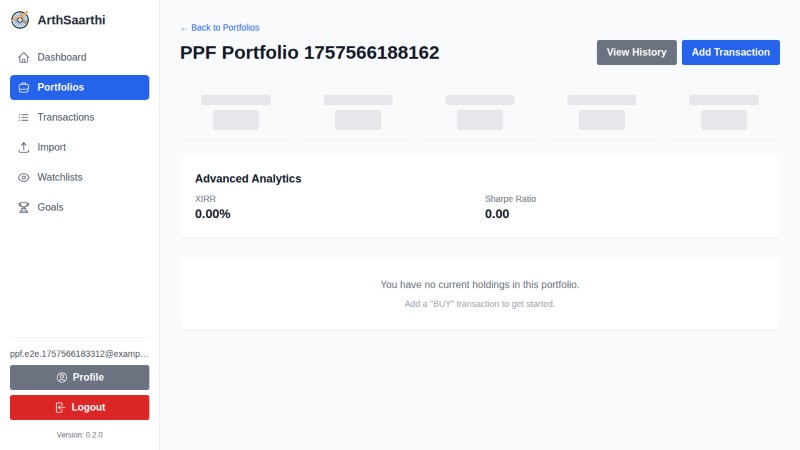 ArthSaarthi
Dashboard
Portfolios
Transactions
Import
Watchlists
Goals
ppf.e2e.1757566183312@examp...
Profile
Logout
Version: 0.2.0
← Back to Portfolios
PPF Portfolio 1757566188162
View History
Add Transaction
Advanced Analytics
XIRR
0.00%
Sharpe Ratio
0.00
You have no current holdings in this portfolio.
Add a "BUY" transaction to get started.